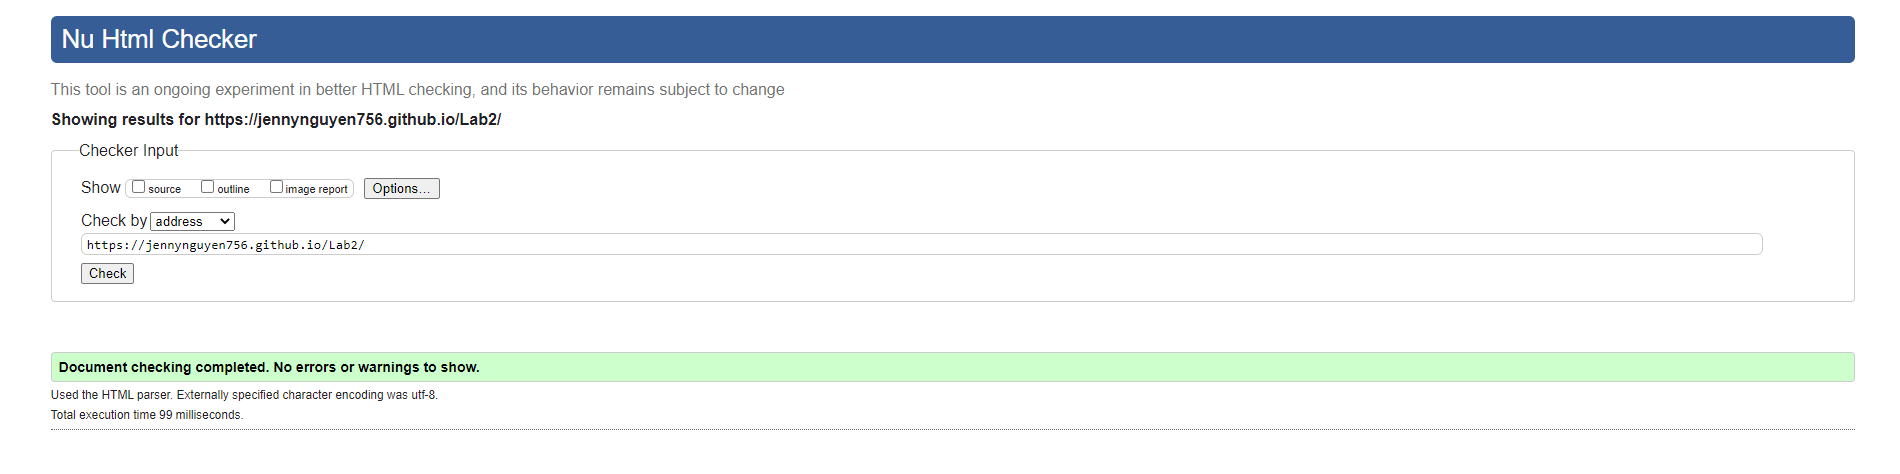 Nu Html Checker
This tool is an ongoing experiment in better HTML checking, and its behavior remains subject to change
Showing results for https://jennynguyen756.github.io/Lab2/
Checker Input
Show source outline image report Options...
Check by address
https://jennynguyen756.github.io/Lab2/
Check
Document checking completed. No errors or warnings to show.
Used the HTML parser. Externally specified character encoding was utf-8.
Total execution time 99 milliseconds.